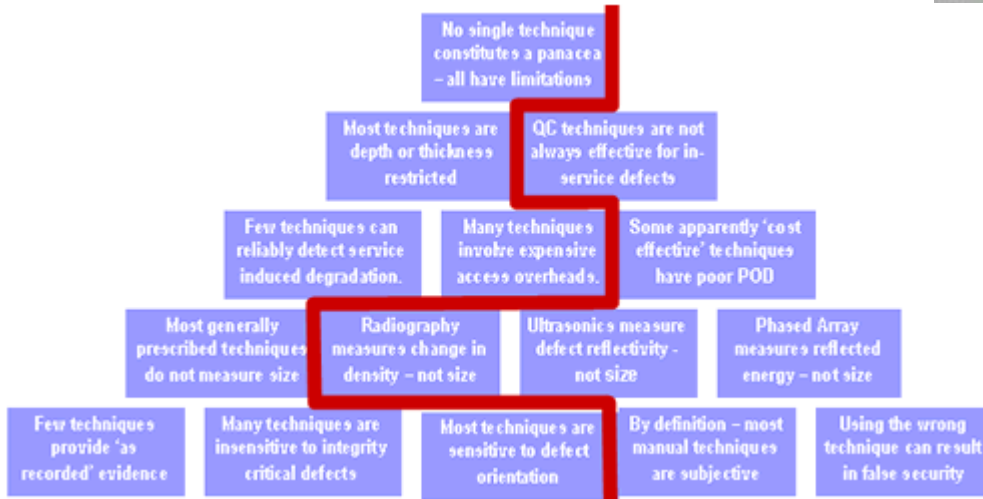 No single technique
constitutes a panacea
– all have limitations
Most techniques are
depth or thickness
restricted
QC techniques are not
always effective for in-
service defects
Few techniques can
reliably detect service
induced degradation.
Many techniques
involve expensive
access overheads.
Some apparently ‘cost
effective’ techniques
have poor POD
Most generally
prescribed techniques
do not measure size
Radiography
measures change in
density – not size
Ultrasonics measure
defect reflectivity -
not size
Phased Array
measures reflected
energy – not size
Few techniques
provide ‘as
recorded’ evidence
Many techniques are
insensitive to integrity
critical defects
Most techniques are
sensitive to defect
orientation
By definition – most
manual techniques
are subjective
Using the wrong
technique can result
in false security